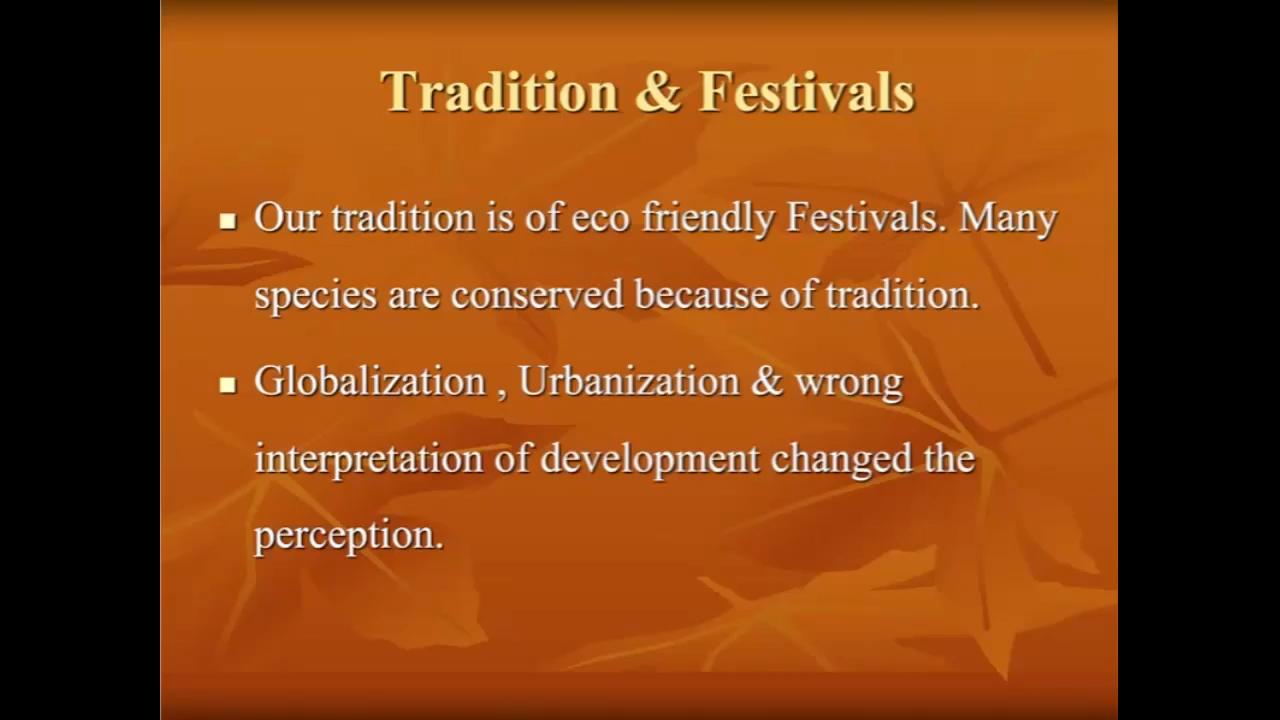 Tradition & Festivals
Our tradition is of eco friendly Festivals. Many
species are conserved because of tradition.
Globalization , Urbanization & wrong
interpretation of development changed the
perception.